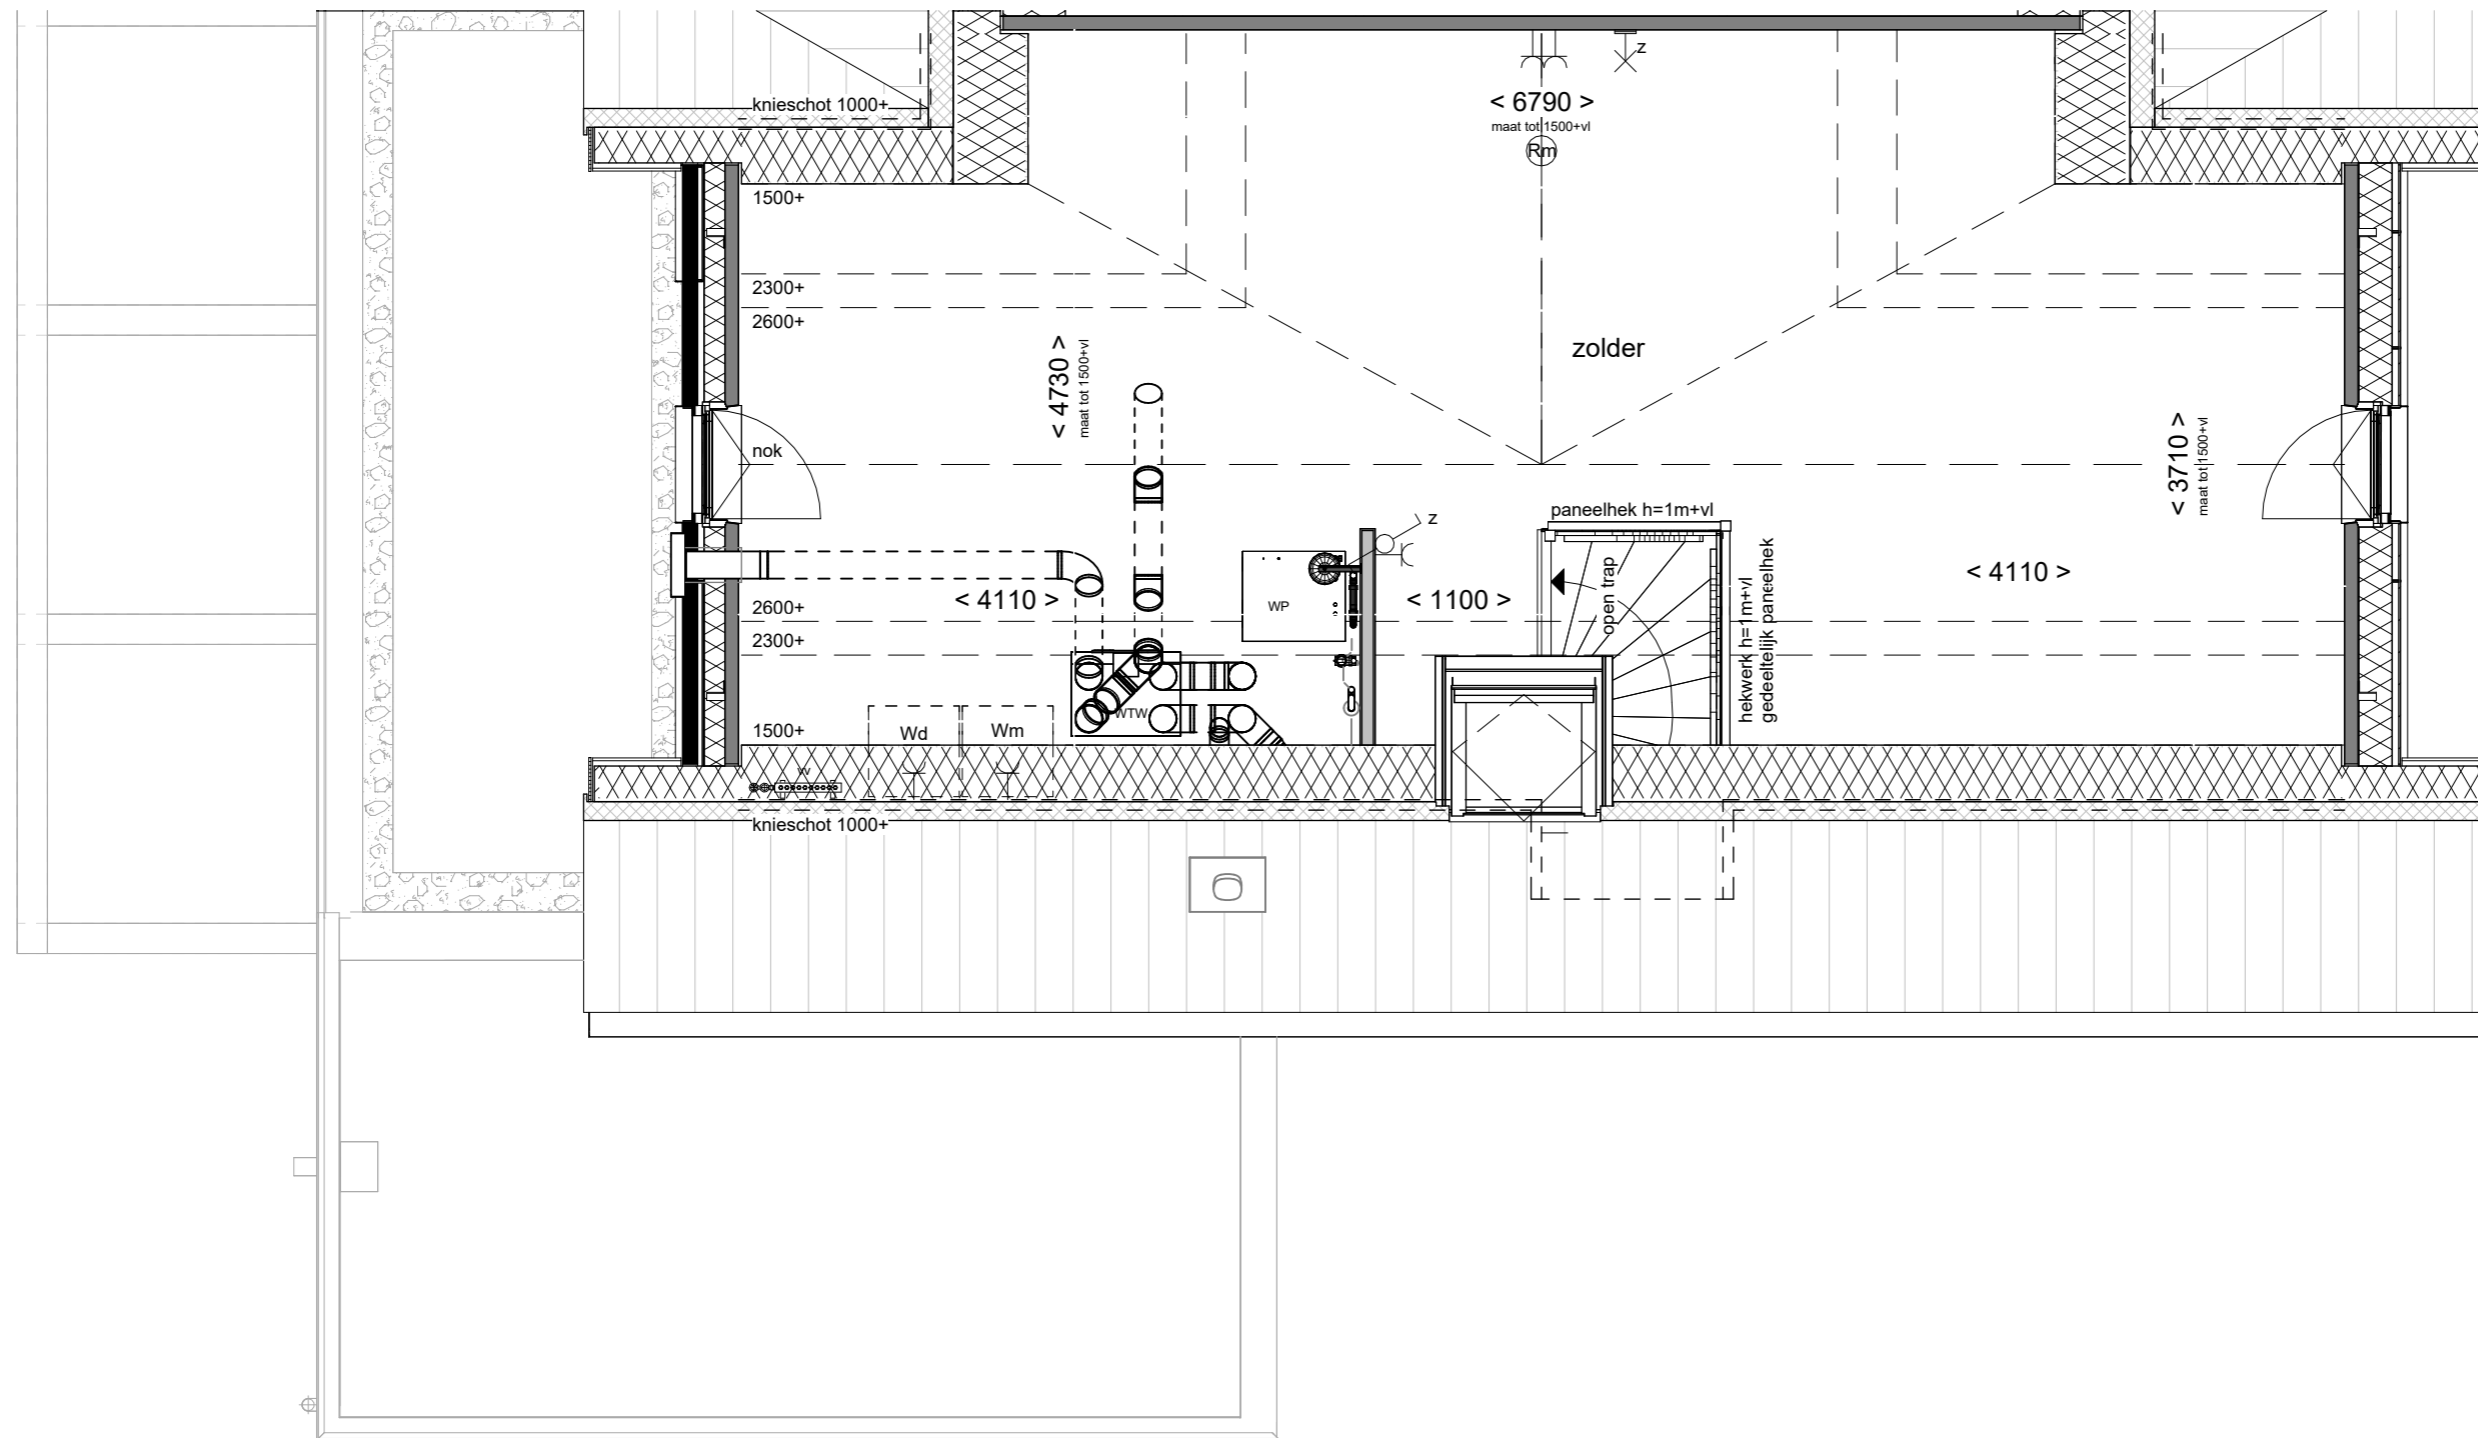 z
knieschot 1000+
< 6790 >
maat tot 1500+vl
Rm
1500+
2300+
2600+
zolder
< 4730 >
maat tot 1500+vl
nok
< 3710 >
maat tot 1500+vl
paneelhek h=1m+vl
z
open trap
hekwerk h=1m+vl
gedeeltelijk paneelhek
< 4110 >
WP
< 4110 >
< 1100 >
2600+
2300+
WTW
1500+
Wd
Wm
vv
knieschot 1000+